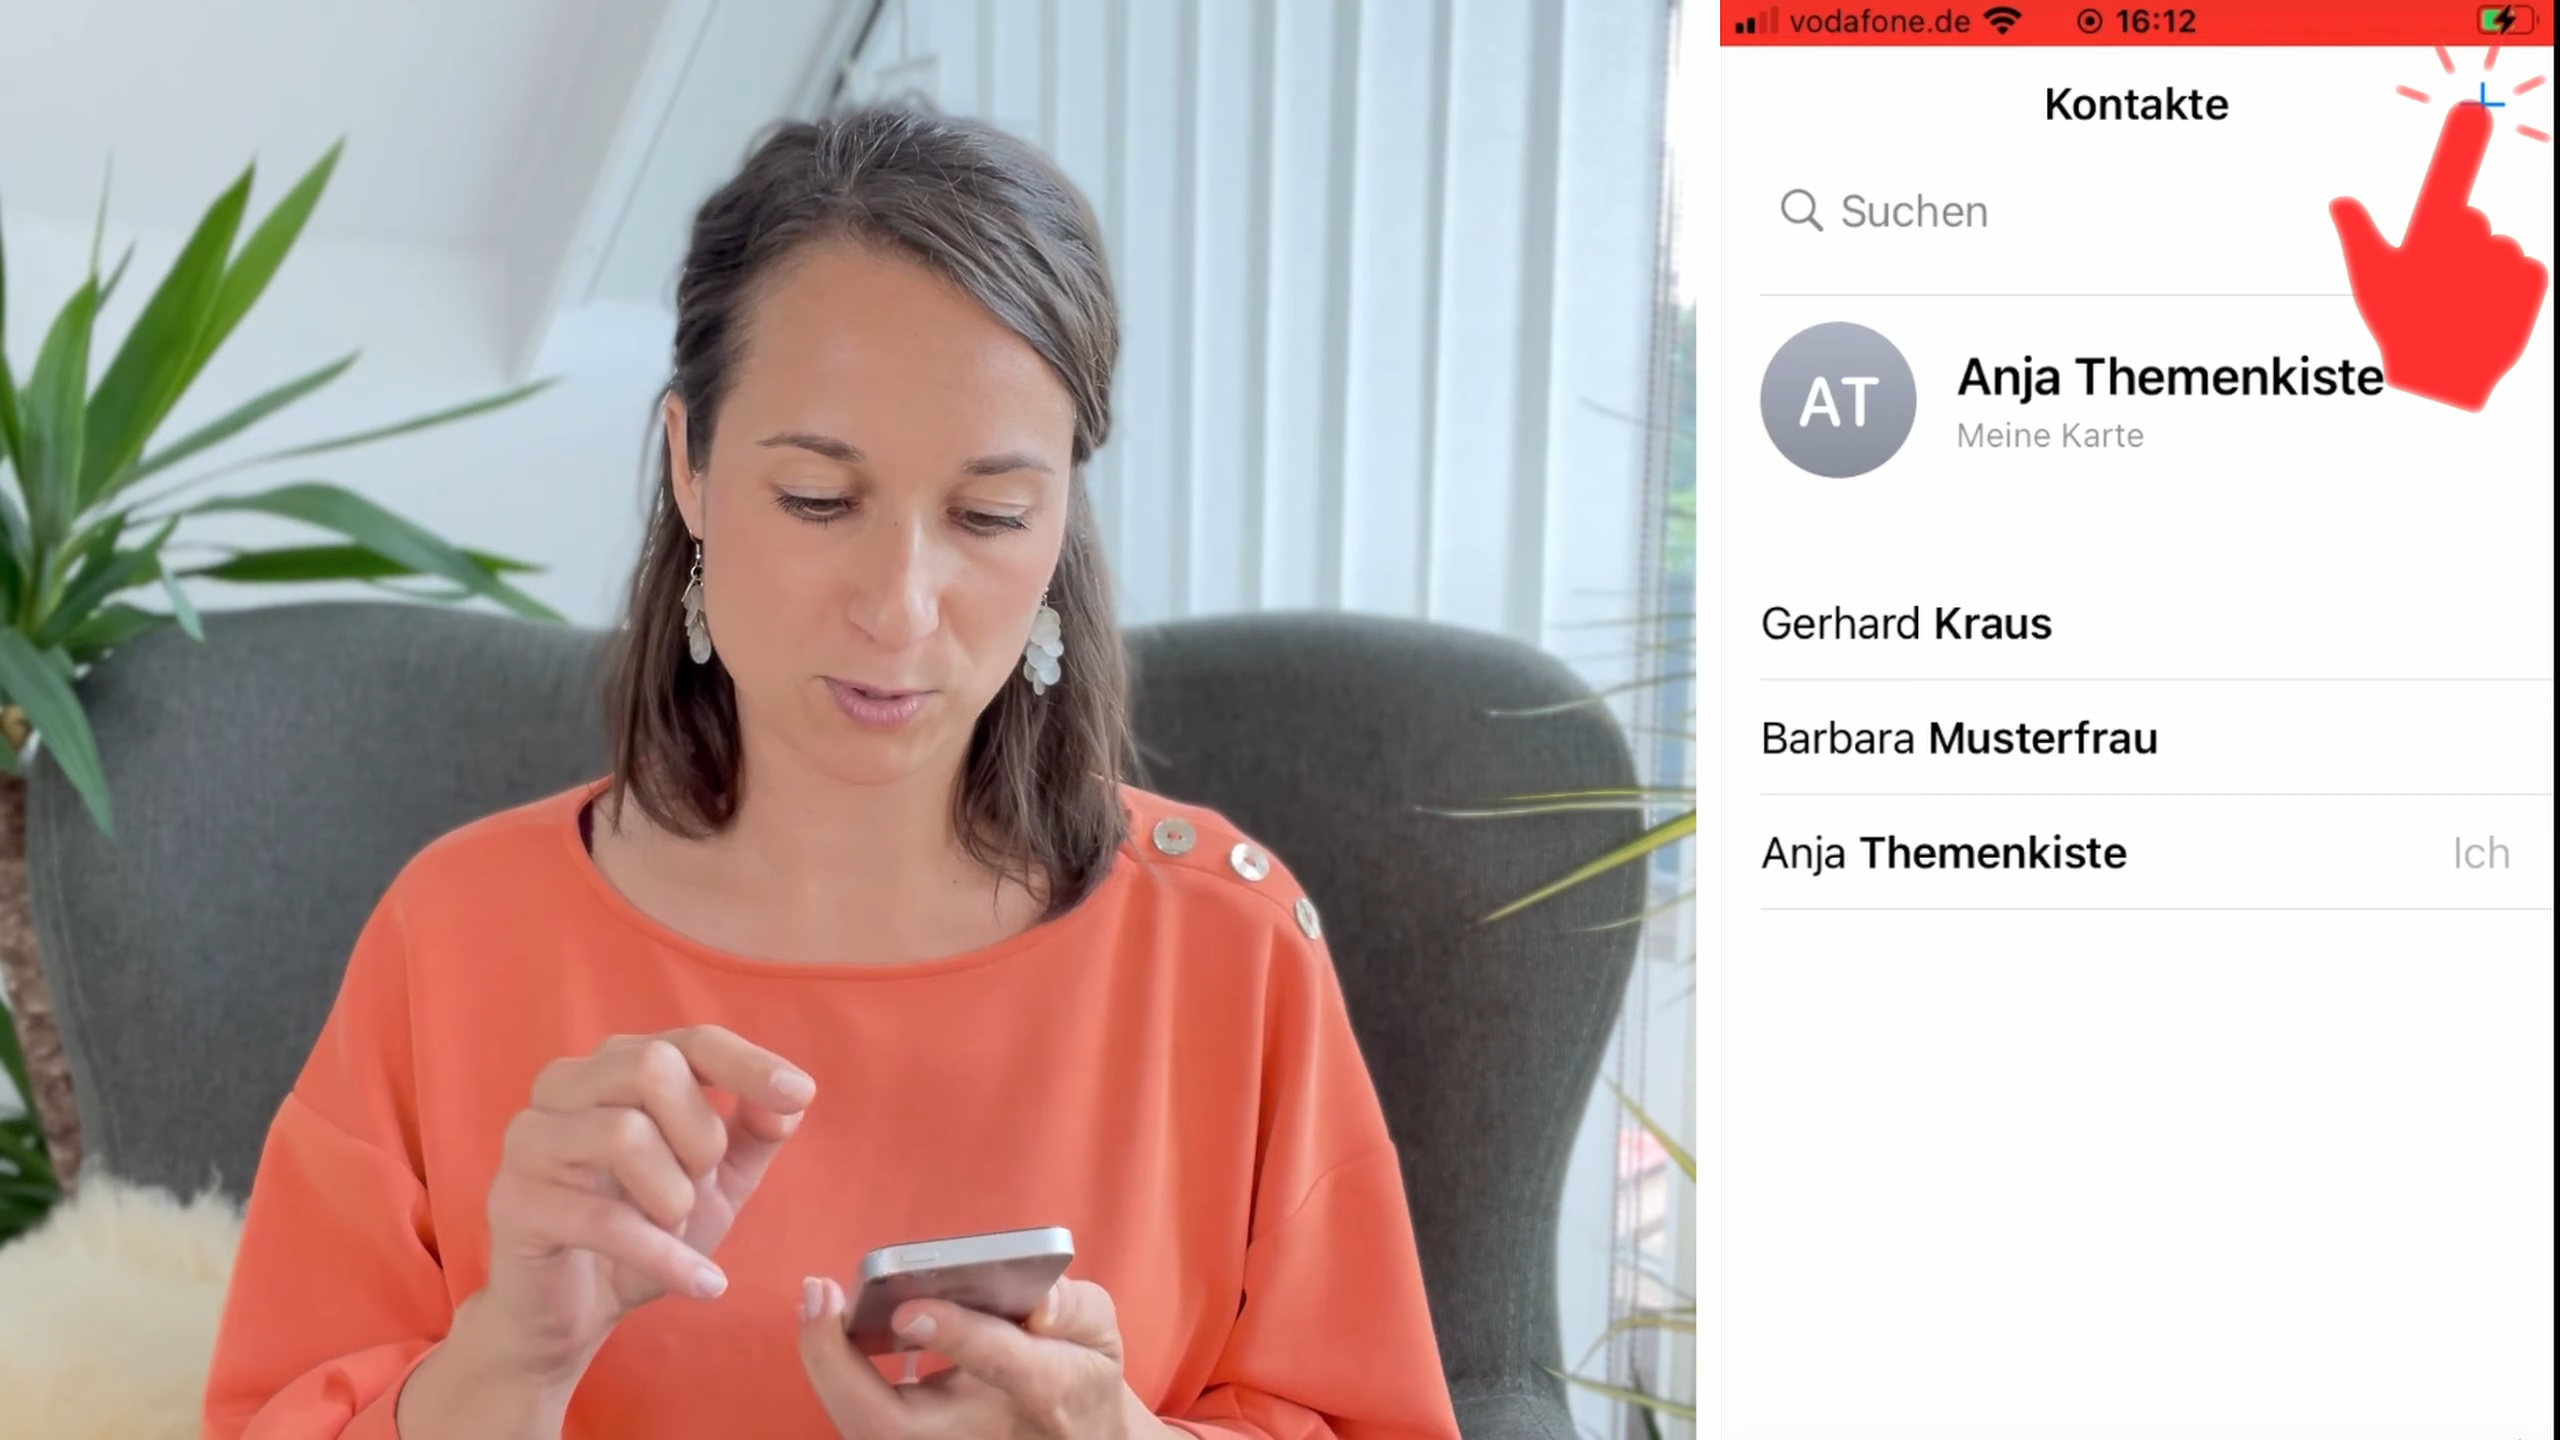 vodafone.de 16:12
Kontakte
Suchen
AT
Anja Themenkiste
Meine Karte
Gerhard Kraus
Barbara Musterfrau
Anja Themenkiste Ich